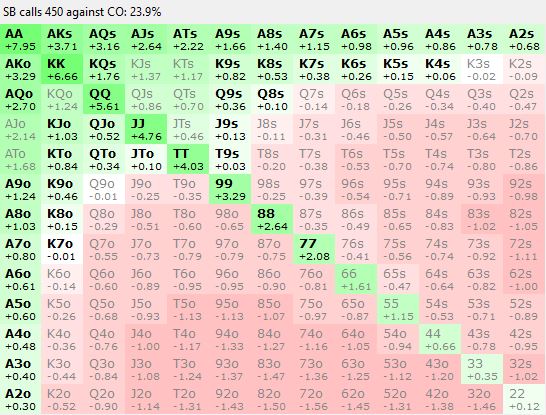 SB calls 450 against CO: 23.9%
AA AKs AQs AJs ATs A9s A8s A7s A6s A5s A4s A3s A2s
+7.95 +3.71 +3.16 +2.64 +2.22 +1.66 +1.40 +1.15 +0.98 +0.96 +0.86 +0.78 +0.68
AKo KK KQs KJs KTs K9s K8s K7s K6s K5s K4s K3s K2s
+3.29 +6.66 +1.76 +1.37 +1.17 +0.82 +0.53 +0.38 +0.26 +0.15 +0.06 -0.02 -0.09
AQo KQo QQ QJs QTs Q9s Q8s Q7s Q6s Q5s Q4s Q3s Q2s
+2.70 +1.24 +5.61 +0.86 +0.70 +0.36 +0.10 -0.14 -0.18 -0.26 -0.34 -0.40 -0.47
AJo KJo QJo JJ JTs J9s J8s J7s J6s J5s J4s J3s J2s
+2.14 +1.03 +0.52 +4.76 +0.46 +0.13 -0.11 -0.31 -0.46 -0.50 -0.57 -0.64 -0.70
ATo KTo QTo JTo TT T9s T8s T7s T6s T5s T4s T3s T2s
+1.68 +0.84 +0.34 +0.10 +4.03 +0.03 -0.20 -0.38 -0.53 -0.70 -0.74 -0.80 -0.86
A9o K9o Q9o J9o T9o 99 98s 97s 96s 95s 94s 93s 92s
+1.24 +0.46 -0.01 -0.25 -0.35 +3.29 -0.25 -0.39 -0.54 -0.71 -0.89 -0.93 -0.98
A8o K8o Q8o J8o T8o 98o 88 87s 86s 85s 84s 83s 82s
+1.03 +0.15 -0.29 -0.51 -0.60 -0.65 +2.64 -0.35 -0.49 -0.65 -0.83 -1.02 -1.05
A7o K7o Q7o J7o T7o 97o 87o 77 76s 75s 74s 73s 72s
+0.80 -0.01 -0.55 -0.73 -0.79 -0.79 -0.75 +2.08 -0.41 -0.56 -0.74 -0.92 -1.11
A6o K6o Q6o J6o T6o 96o 86o 76o 66 65s 64s 63s 62s
+0.61 -0.14 -0.60 -0.89 -0.95 -0.95 -0.90 -0.81 +1.61 -0.47 -0.64 -0.82 -1.00
A5o K5o Q5o J5o T5o 95o 85o 75o 65o 55 54s 53s 52s
+0.60 -0.26 -0.68 -0.93 -1.13 -1.13 -1.07 -0.98 -0.87 +1.15 -0.53 -0.71 -0.89
A4o K4o Q4o J4o T4o 94o 84o 74o 64o 54o 44 43s 42s
+0.48 -0.36 -0.76 -1.00 -1.17 -1.33 -1.27 -1.16 -1.05 -0.94 +0.66 -0.78 -0.95
A3o K3o Q3o J3o T3o 93o 83o 73o 63o 53o 43o 33 32s
+0.40 -0.44 -0.84 -1.08 -1.24 -1.37 -1.47 -1.36 -1.25 -1.12 -1.20 +0.35 -1.02
A2o K2o Q2o J2o T2o 92o 82o 72o 62o 52o 42o 32o 22
+0.30 -0.52 -0.90 -1.14 -1.31 -1.43 -1.50 -1.56 -1.45 -1.31 -1.38 -1.46 +0.12